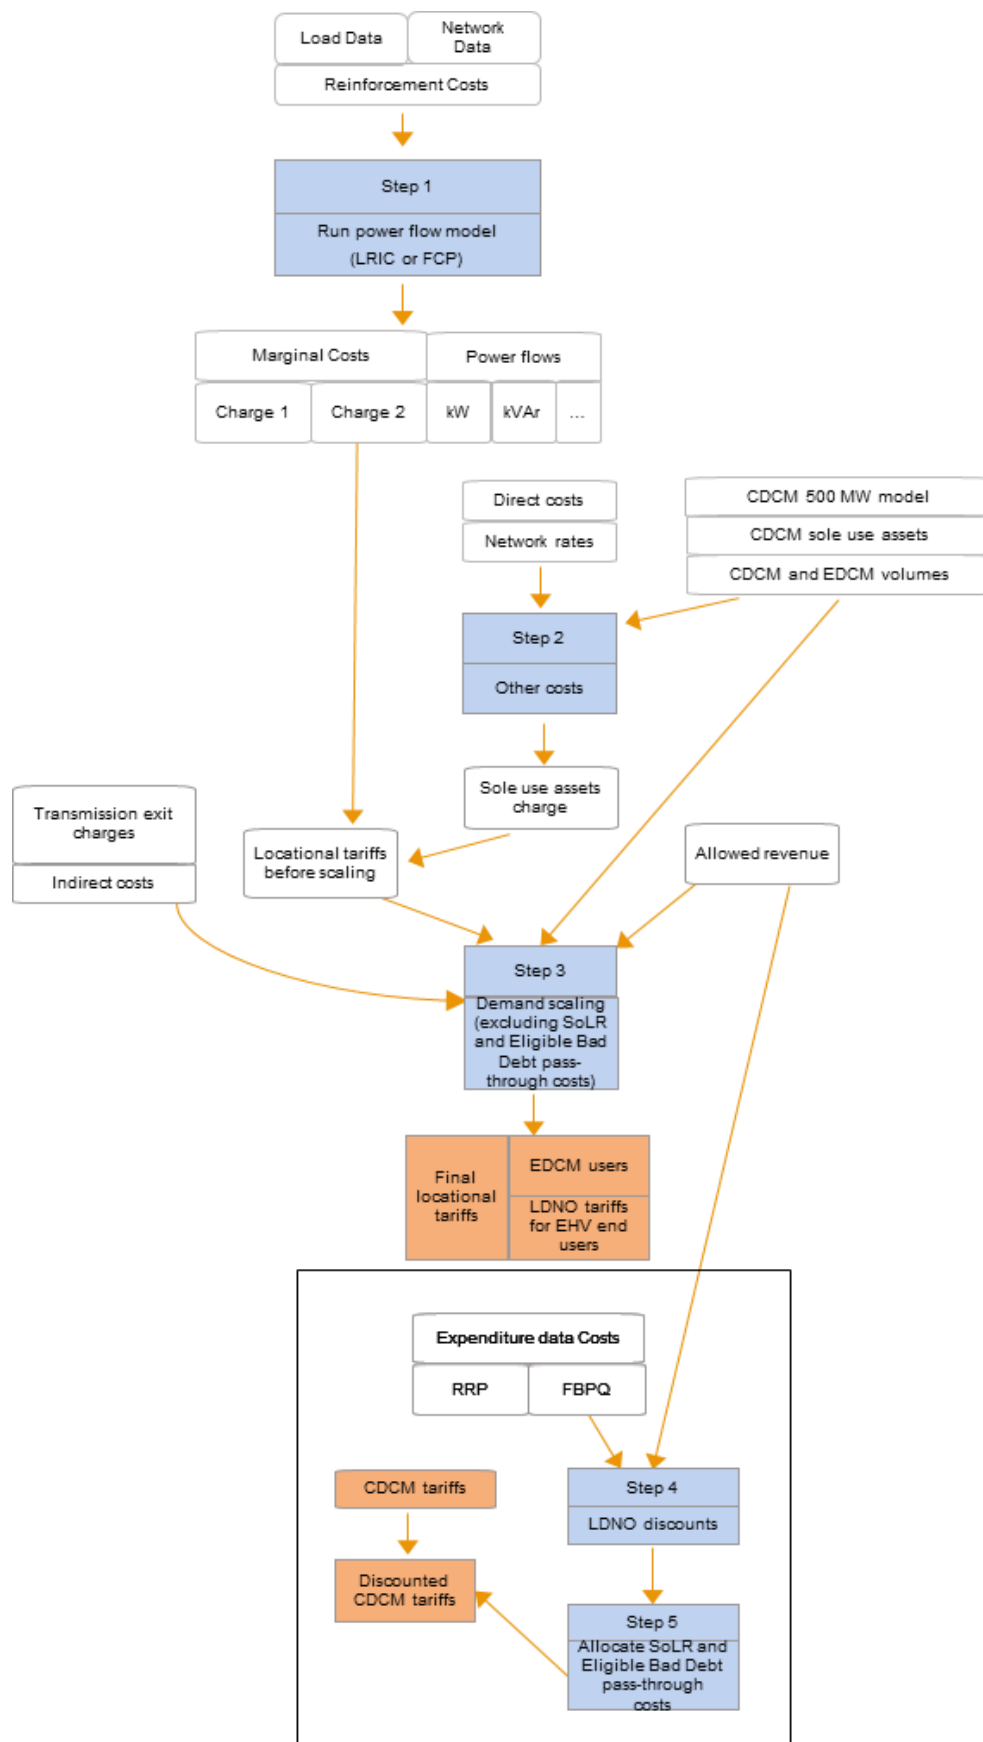 Load Data
Network
Data
Reinforcement Costs
Step 1
Run power flow model
(LRIC or FCP)
Marginal Costs
Power flows
Charge 1
Charge 2
kW
kVAr
...
Direct costs
Network rates
CDCM 500 MW model
CDCM sole use assets
CDCM and EDCM volumes
Step 2
Other costs
Sole use assets
charge
Transmission exit
charges
Indirect costs
Locational tariffs
before scaling
Allowed revenue
Step 3
Demand scaling
(excluding SoLR
and Eligible Bad
Debt pass-
through costs)
Final
locational
tariffs
EDCM users
LDNO tariffs
for EHV end
users
Expenditure data Costs
RRP
FBPQ
CDCM tariffs
Step 4
LDNO discounts
Discounted
CDCM tariffs
Step 5
Allocate SoLR and
Eligible Bad Debt
pass-through
costs